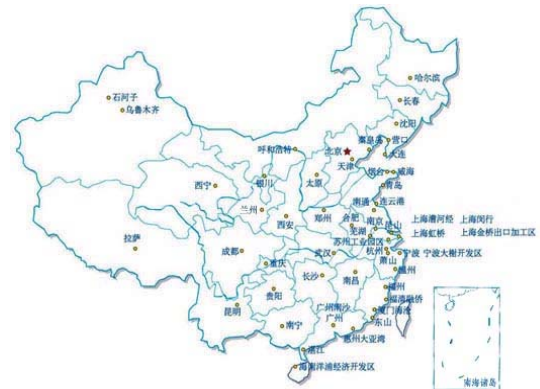 哈尔滨
长春
石河子
乌鲁木齐
沈阳
秦皇岛
营口
北京
呼和浩特
天津
大连
银川
太原
烟台
威海
西宁
青岛
兰州
郑州
南通
连云港
西安
合肥
南京
昆山
上海漕河经
上海闵行
芜湖
上海虹桥
上海金桥出口加工区
苏州工业园区
拉萨
成都
武汉
杭州
宁波
宁波大榭开发区
重庆
萧山
温州
长沙
南昌
贵阳
福州
昆明
广州南沙
福清融侨
厦门海沧
广州
东山
南宁
惠州大亚湾
湛江
海南洋浦经济开发区
南海诸岛